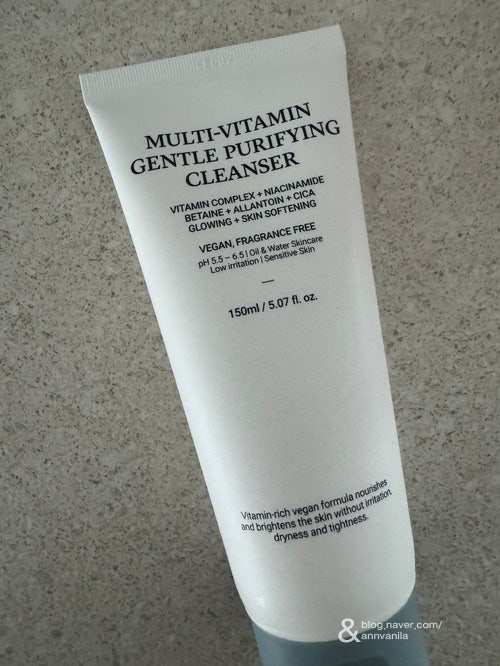 MULTI-VITAMIN
GENTLE PURIFYING
CLEANSER
VITAMIN COMPLEX + NIACINAMIDE
BETAINE + ALLANTOIN + CICA
GLOWING + SKIN SOFTENING
VEGAN, FRAGRANCE FREE
pH 5.5 – 6.5 | Oil & Water Skincare
Low irritation | Sensitive Skin
150ml / 5.07 fl. oz.
Vitamin-rich vegan formula nourishes
and brightens the skin without irritation,
dryness and tightness.
& blog.naver.com/
annvanila